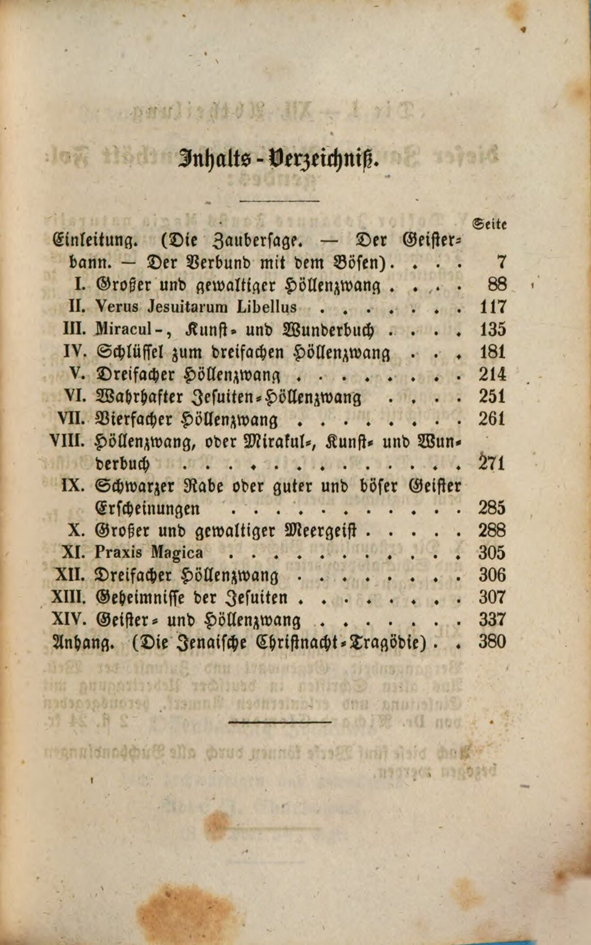 Inhalts-Verzeichniß.
Seite
Einleitung. (Die Zaubersage. — Der Geister-
bann. — Der Verbund mit dem Bösen) . . . . 7
I. Großer und gewaltiger Höllenzwang . . . . 88
II. Verus Jesuitarum Libellus . . . . . . . 117
III. Miracul-, Kunst- und Wunderbuch . . . . 135
IV. Schlüssel zum dreifachen Höllenzwang . . . 181
V. Dreifacher Höllenzwang . . . . . . . . 214
VI. Wahrhafter Jesuiten-Höllenzwang . . . . . 251
VII. Vierfacher Höllenzwang . . . . . . . . 261
VIII. Höllenzwang, oder Mirakul-, Kunst- und Wun-
derbuch . . . . . . . . . . . . . 271
IX. Schwarzer Rabe oder guter und böser Geister
Erscheinungen . . . . . . . . . . . 285
X. Großer und gewaltiger Meergeist . . . . . 288
XI. Praxis Magica . . . . . . . . . . . 305
XII. Dreifacher Höllenzwang . . . . . . . . 306
XIII. Geheimnisse der Jesuiten . . . . . . . . 307
XIV. Geister- und Höllenzwang . . . . . . . 337
Anhang. (Die Jenaische Christnacht-Tragödie) . . 380